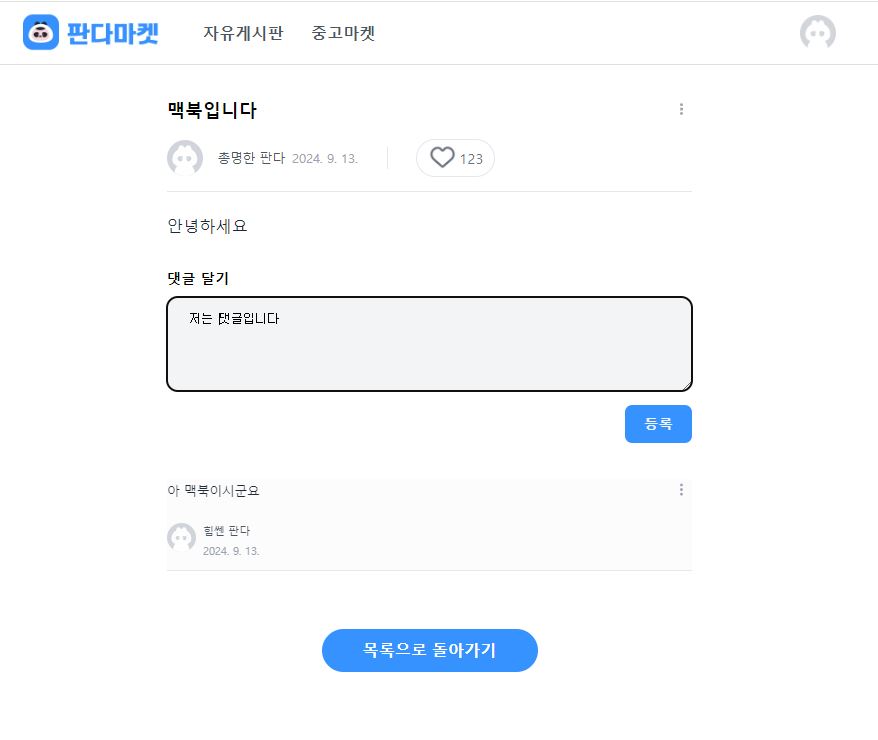 판다마켓 자유게시판 중고마켓
맥북입니다
총명한 판다 2024. 9. 13. 123
안녕하세요
댓글 달기
저는 댓글입니다
등록
아 맥북이시군요
힘쎈 판다
2024. 9. 13.
목록으로 돌아가기